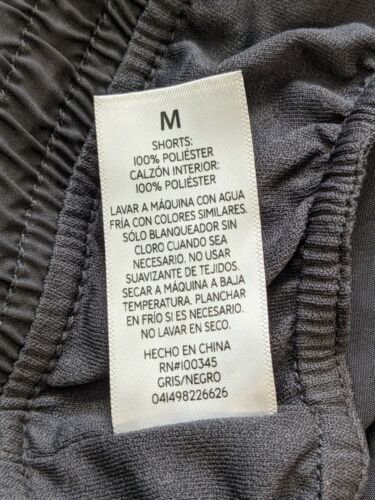 M
SHORTS:
100% POLIÉSTER
CALZÓN INTERIOR:
100% POLIÉSTER
LAVAR A MÁQUINA CON AGUA
FRÍA CON COLORES SIMILARES.
SÓLO BLANQUEADOR SIN
CLORO CUANDO SEA
NECESARIO. NO USAR
SUAVIZANTE DE TEJIDOS.
SECAR A MÁQUINA A BAJA
TEMPERATURA. PLANCHAR
EN FRÍO SI ES NECESARIO.
NO LAVAR EN SECO.
HECHO EN CHINA
RN#100345
GRIS/NEGRO
041498226626